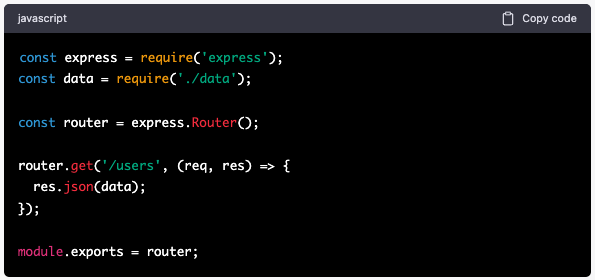 javascript
Copy code
const express = require('express');
const data = require('./data');
const router = express.Router();
router.get('/users', (req, res) => {
  res.json(data);
});
module.exports = router;